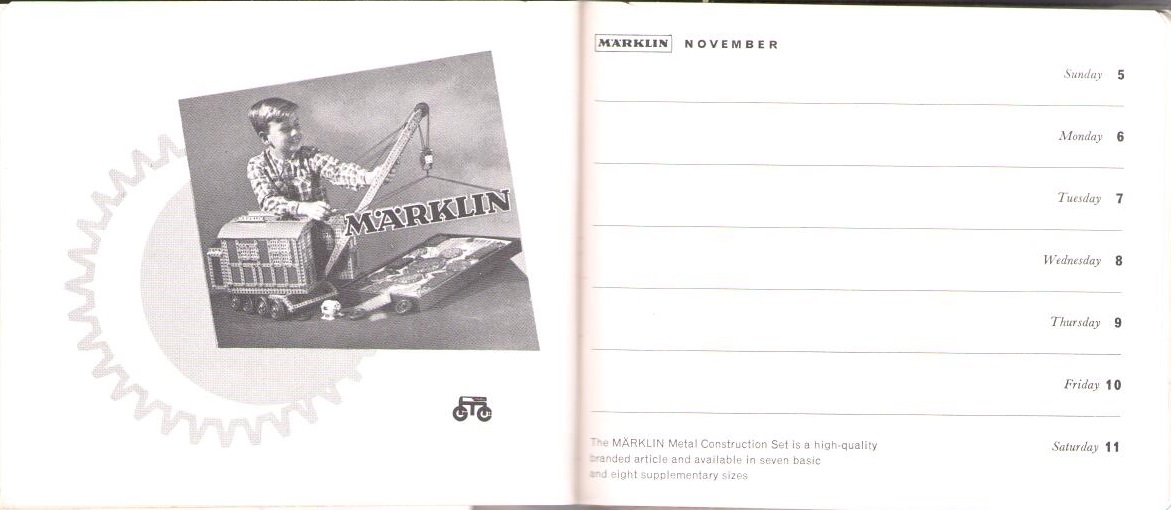 MÄRKLIN
MÄRKLIN NOVEMBER
Sunday 5
Monday 6
Tuesday 7
Wednesday 8
Thursday 9
Friday 10
Saturday 11
The MÄRKLIN Metal Construction Set is a high-quality
branded article and available in seven basic
and eight supplementary sizes